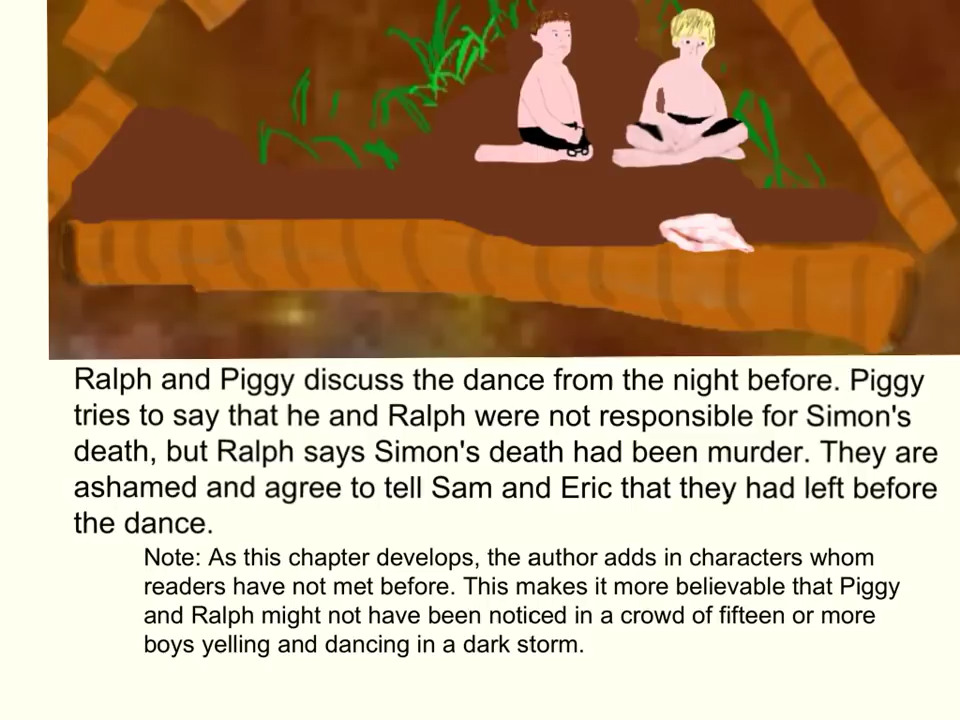 Ralph and Piggy discuss the dance from the night before. Piggy
tries to say that he and Ralph were not responsible for Simon's
death, but Ralph says Simon's death had been murder. They are
ashamed and agree to tell Sam and Eric that they had left before
the dance.
Note: As this chapter develops, the author adds in characters whom
readers have not met before. This makes it more believable that Piggy
and Ralph might not have been noticed in a crowd of fifteen or more
boys yelling and dancing in a dark storm.